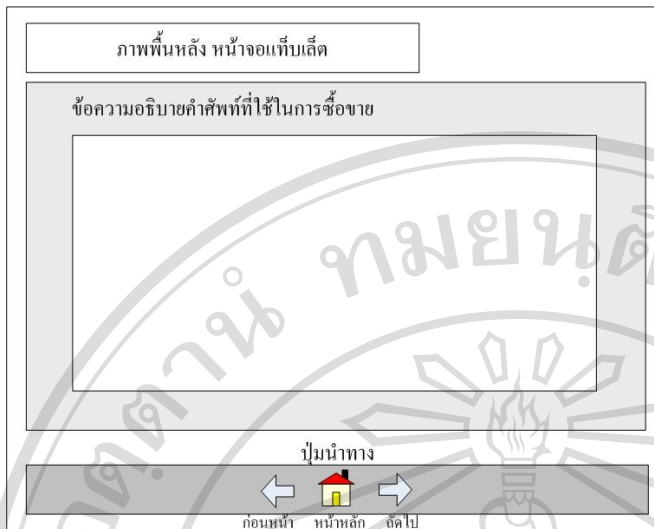 ภาพพื้นหลัง หน้าจอแท็บเล็ต
ข้อความอธิบายคำศัพท์ที่ใช้ในการซื้อขาย
ปุ่มนำทาง
ก่อนหน้า หน้าหลัก ถัดไป